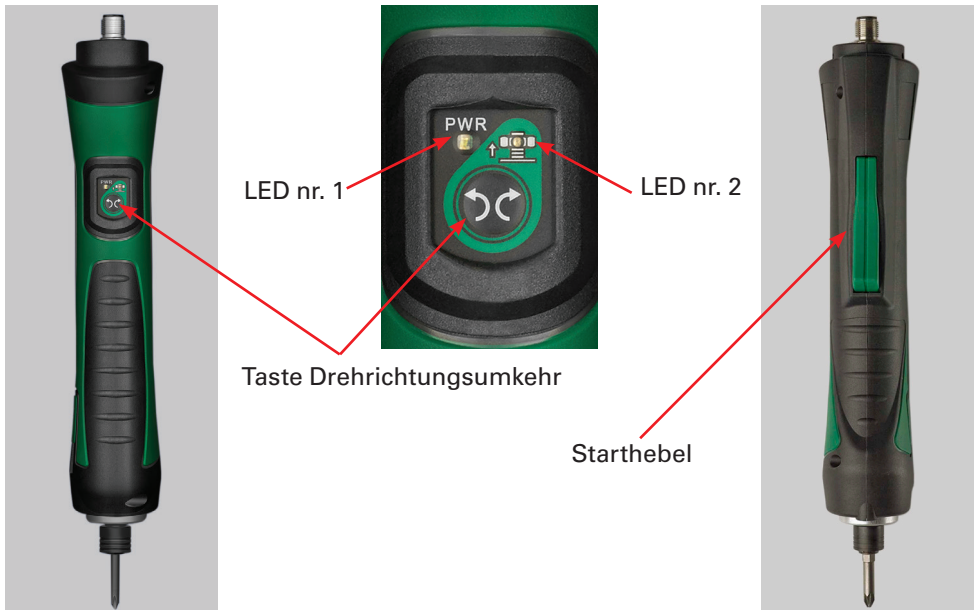 PWR
LED nr. 1
LED nr. 2
Taste Drehrichtungsumkehr
Starthebel